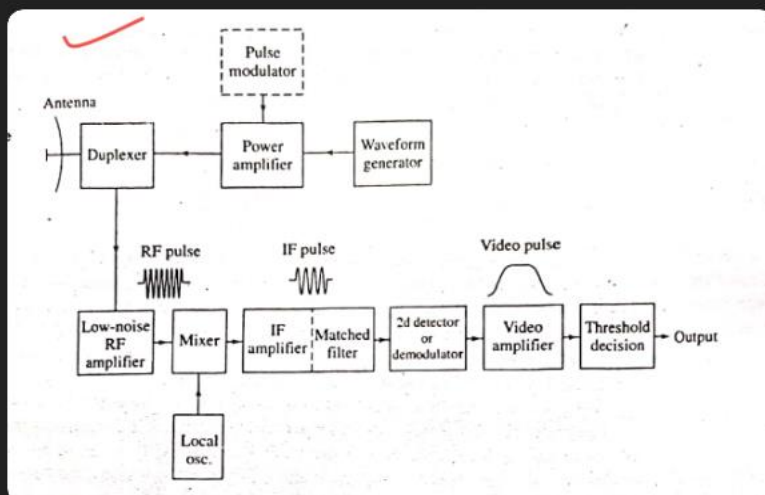 Pulse
modulator
Antenna
Duplexer
Power
amplifier
Waveform
generator
RF pulse
IF pulse
Video pulse
Low-noise
RF
amplifier
Mixer
IF
amplifier
Matched
filter
2d detector
or
demodulator
Video
amplifier
Threshold
decision
Output
Local
osc.